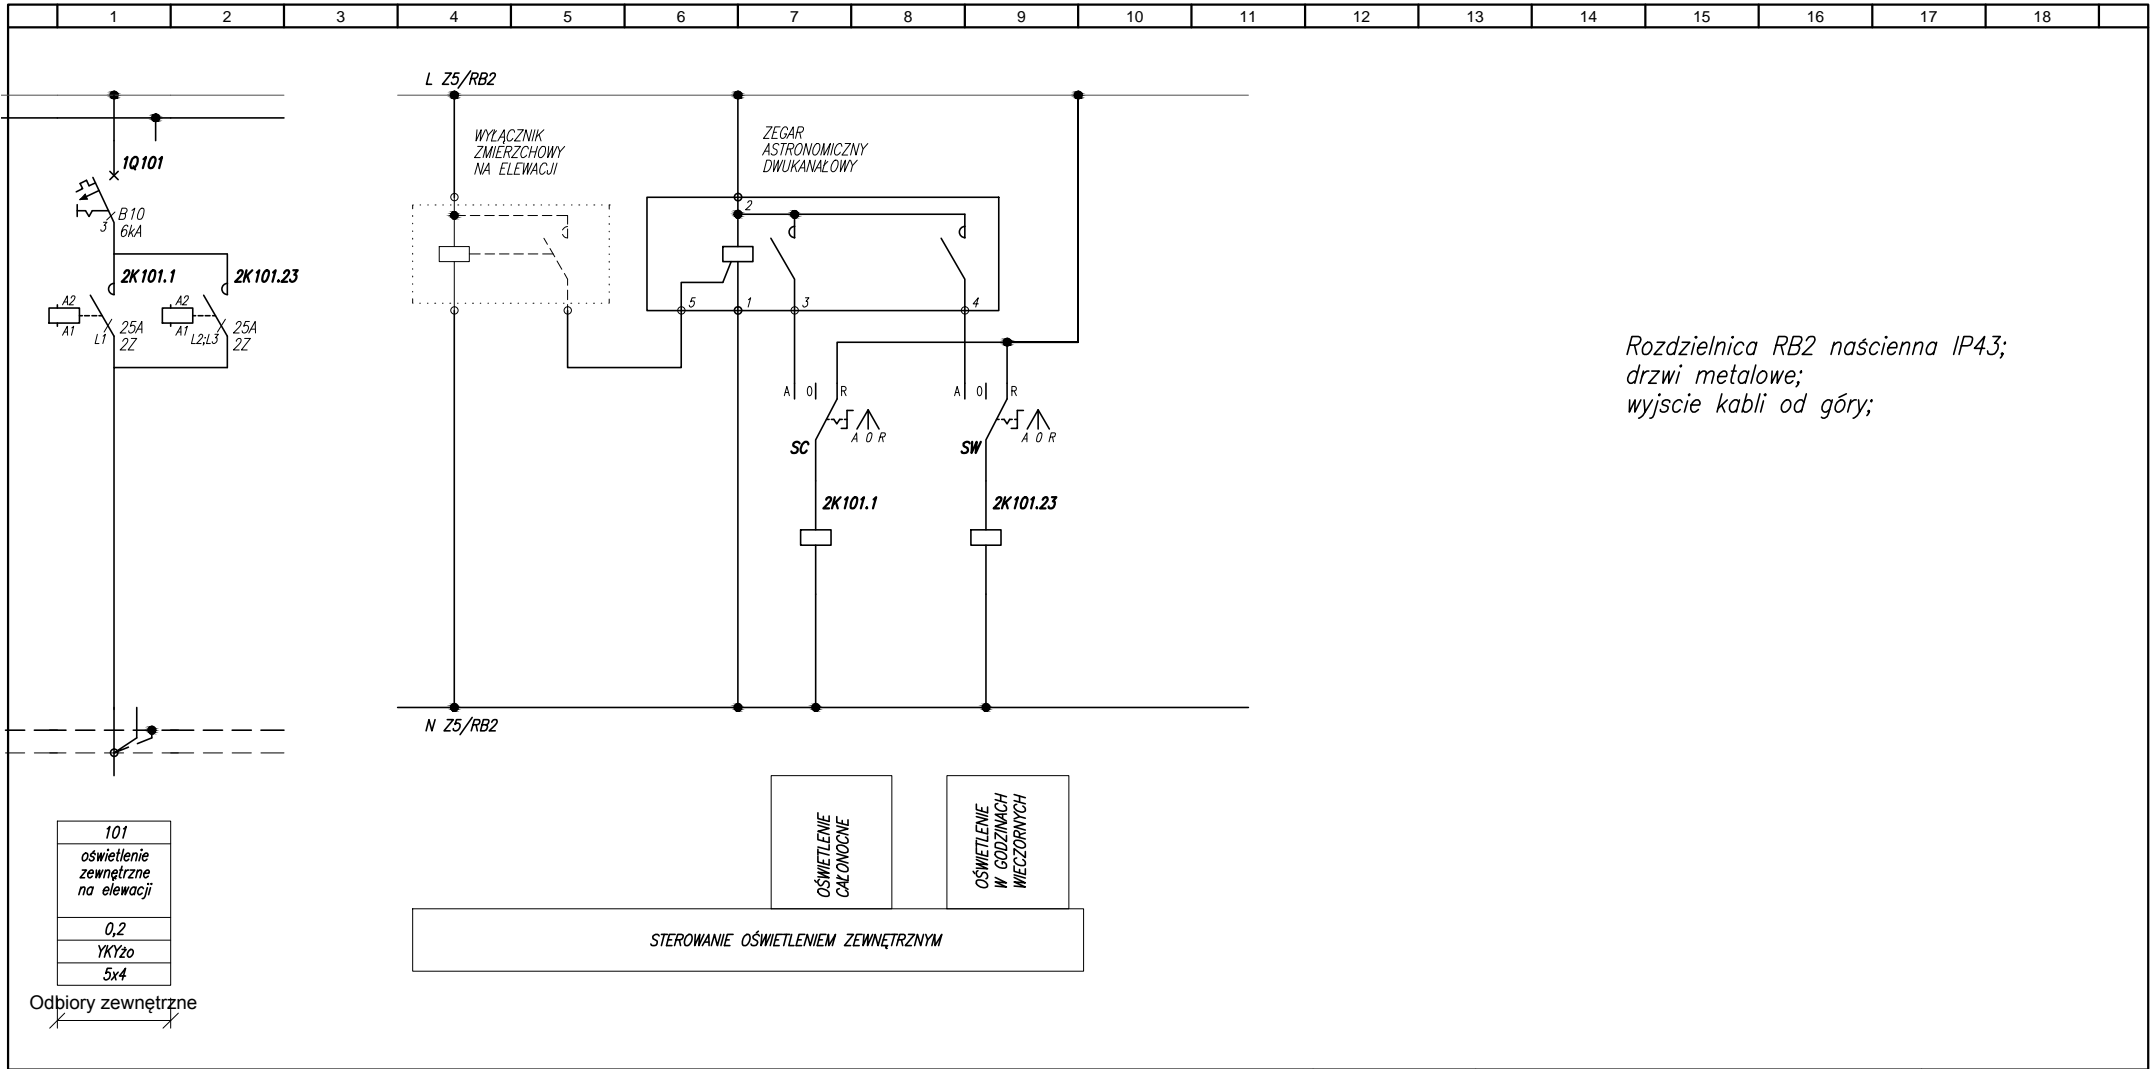 1 2 3 4 5 6 7 8 9 10 11 12 13 14 15 16 17 18
L Z5/RB2
WYŁĄCZNIK
ZMIERZCHOWY
NA ELEWACJI
ZEGAR
ASTRONOMICZNY
DWUKANAŁOWY
1Q101
B10
3
6kA
2K101.1
2K101.23
A2
A1
L1
25A
2Z
A2
A1
L2;L3
25A
2Z
2
5
1
3
4
Rozdzielnica RB2 naścienna IP43;
drzwi metalowe;
wyjscie kabli od góry;
A 0 R
A 0 R
SC
A 0 R
A 0 R
SW
2K101.1
2K101.23
N Z5/RB2
OŚWIETLENIE
CAŁONOCNE
OŚWIETLENIE
W GODZINACH
WIECZORNYCH
STEROWANIE OŚWIETLENIEM ZEWNĘTRZNYM
101
oświetlenie
zewnętrzne
na elewacji
0,2
YKYżo
5x4
Odbiory zewnętrzne